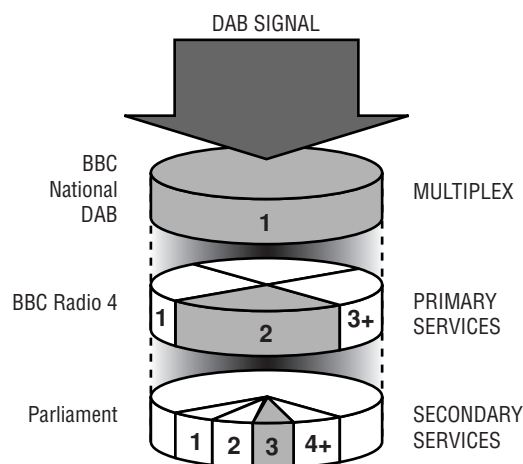 DAB SIGNAL
BBC
National
DAB
MULTIPLEX
1
BBC Radio 4
1
2
3+
PRIMARY
SERVICES
Parliament
1
2
3
4+
SECONDARY
SERVICES